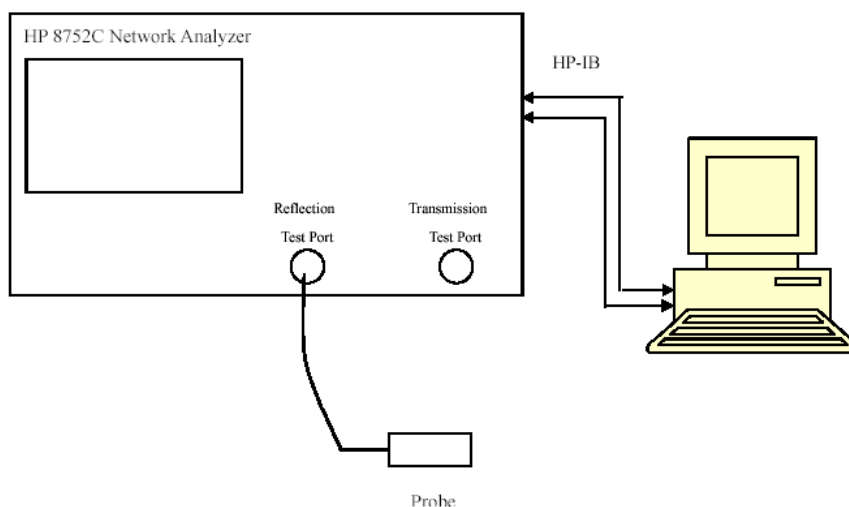 HP 8752C Network Analyzer
HP-IB
Reflection
Test Port
Transmission
Test Port
Probe